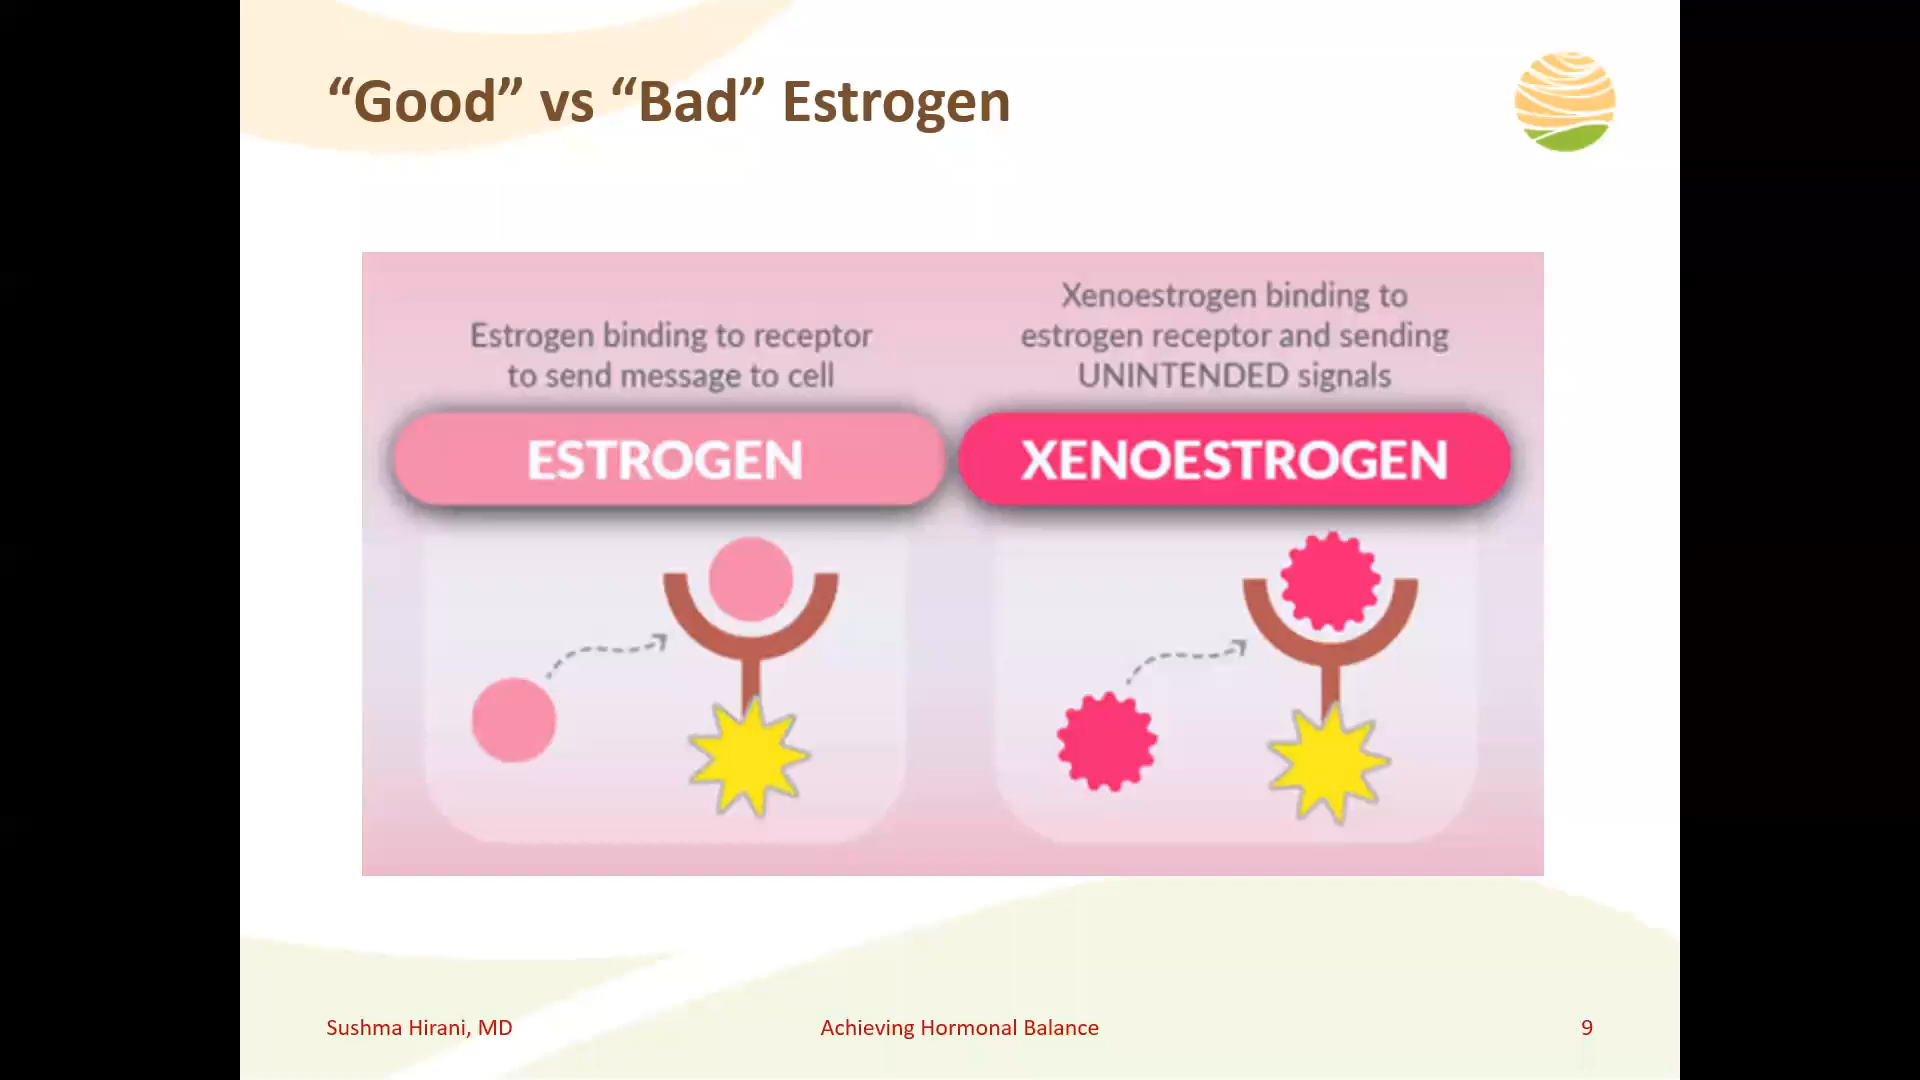 “Good” vs “Bad” Estrogen
Estrogen binding to receptor
to send message to cell
ESTROGEN
Xenoestrogen binding to
estrogen receptor and sending
UNINTENDED signals
XENOESTROGEN
Sushma Hirani, MD
Achieving Hormonal Balance
9